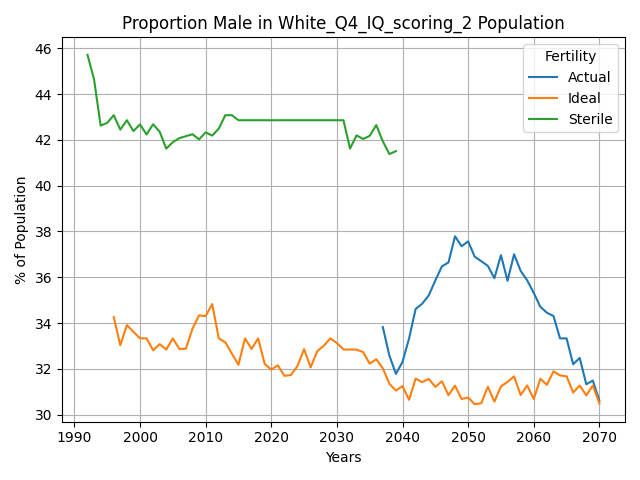 Proportion Male in White_Q4_IQ_scoring_2 Population
% of Population
46
44
42
40
38
36
34
32
30
Fertility
Actual
Ideal
Sterile
1990 2000 2010 2020 2030 2040 2050 2060 2070
Years